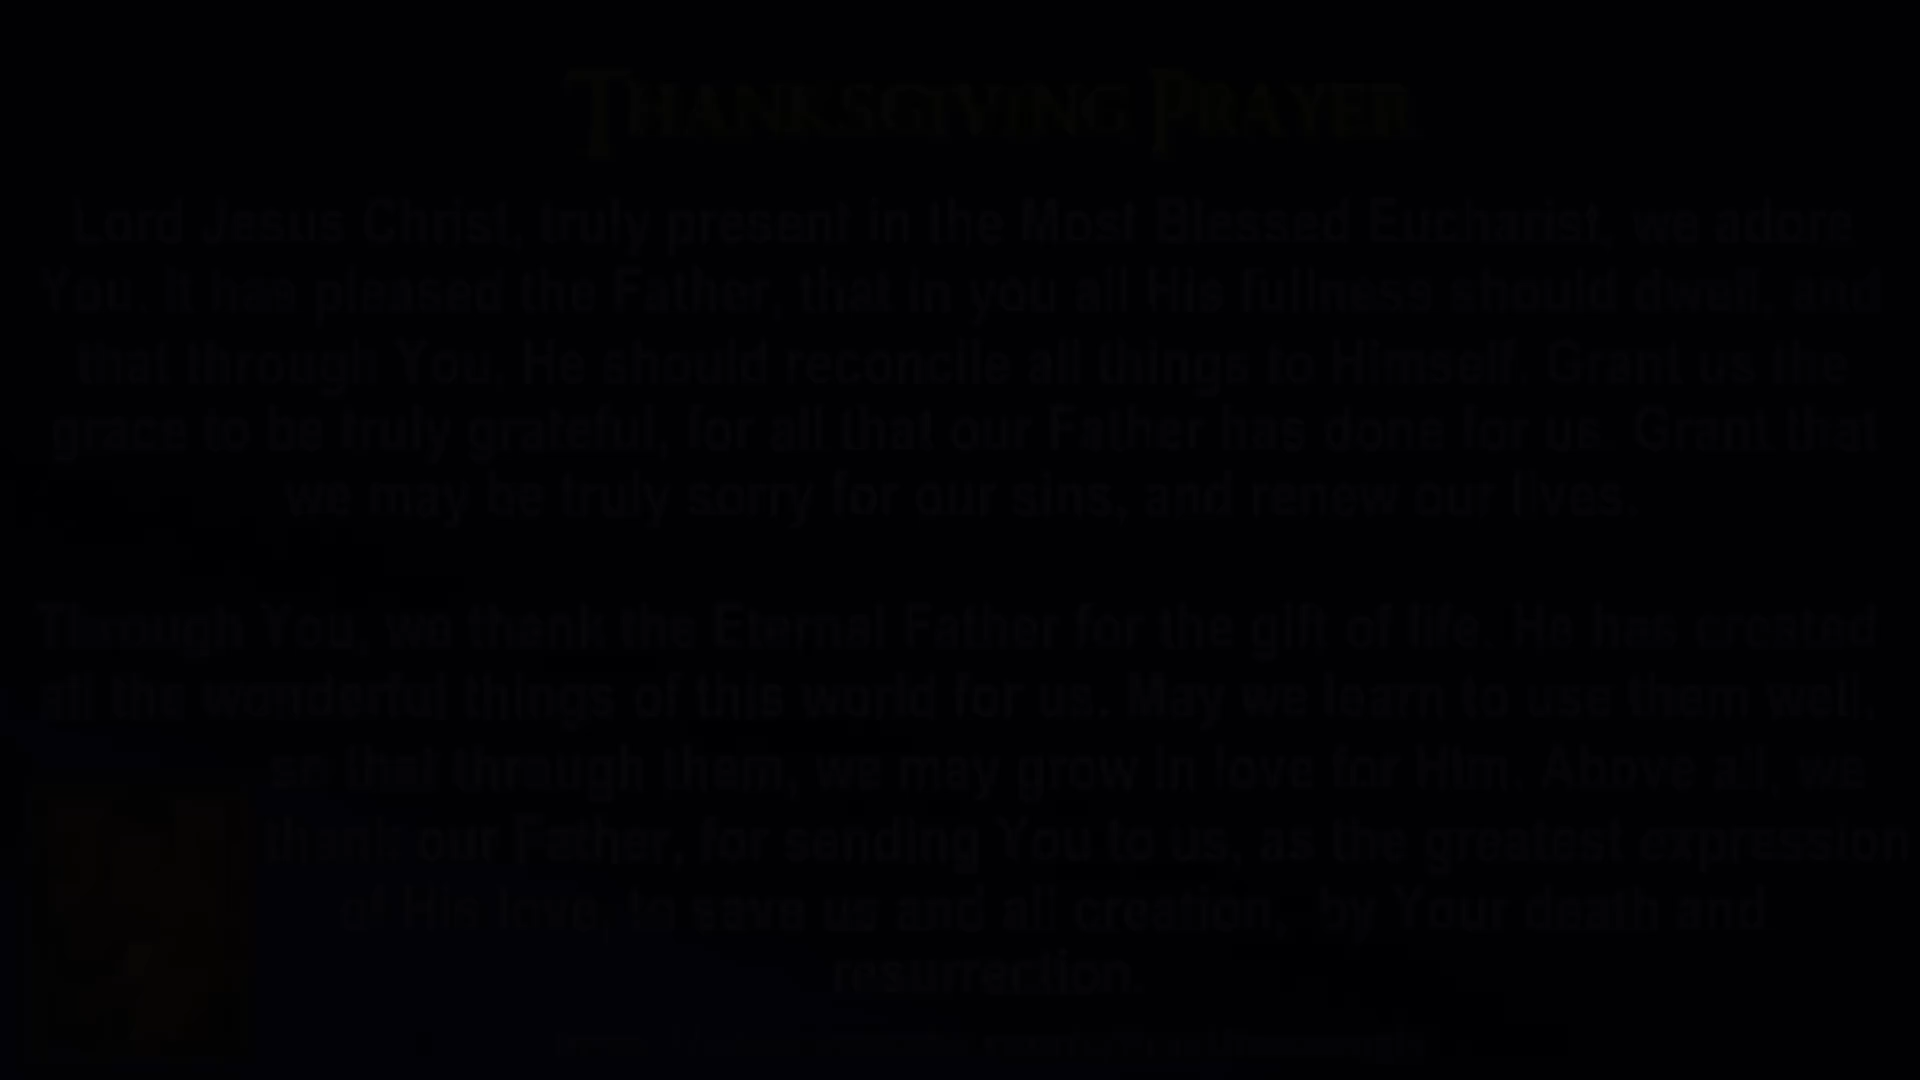 THANKSGIVING PRAYER
Lord Jesus Christ, truly present in the Most Blessed Eucharist, we adore
You. It has pleased the Father, that in you all His fullness should dwell, and
that through You, He should reconcile all things to Himself. Grant us the
grace to be truly grateful, for all that our Father has done for us. Grant that
we may be truly sorry for our sins, and renew our lives.
Through You, we thank the Eternal Father for the gift of life. He has created
all the wonderful things of this world for us. May we learn to use them well,
so that through them, we may grow in love for Him. Above all, we
thank our Father, for sending You to us, as the greatest expression
of His love, to save us and all creation, by Your death and
resurrection.